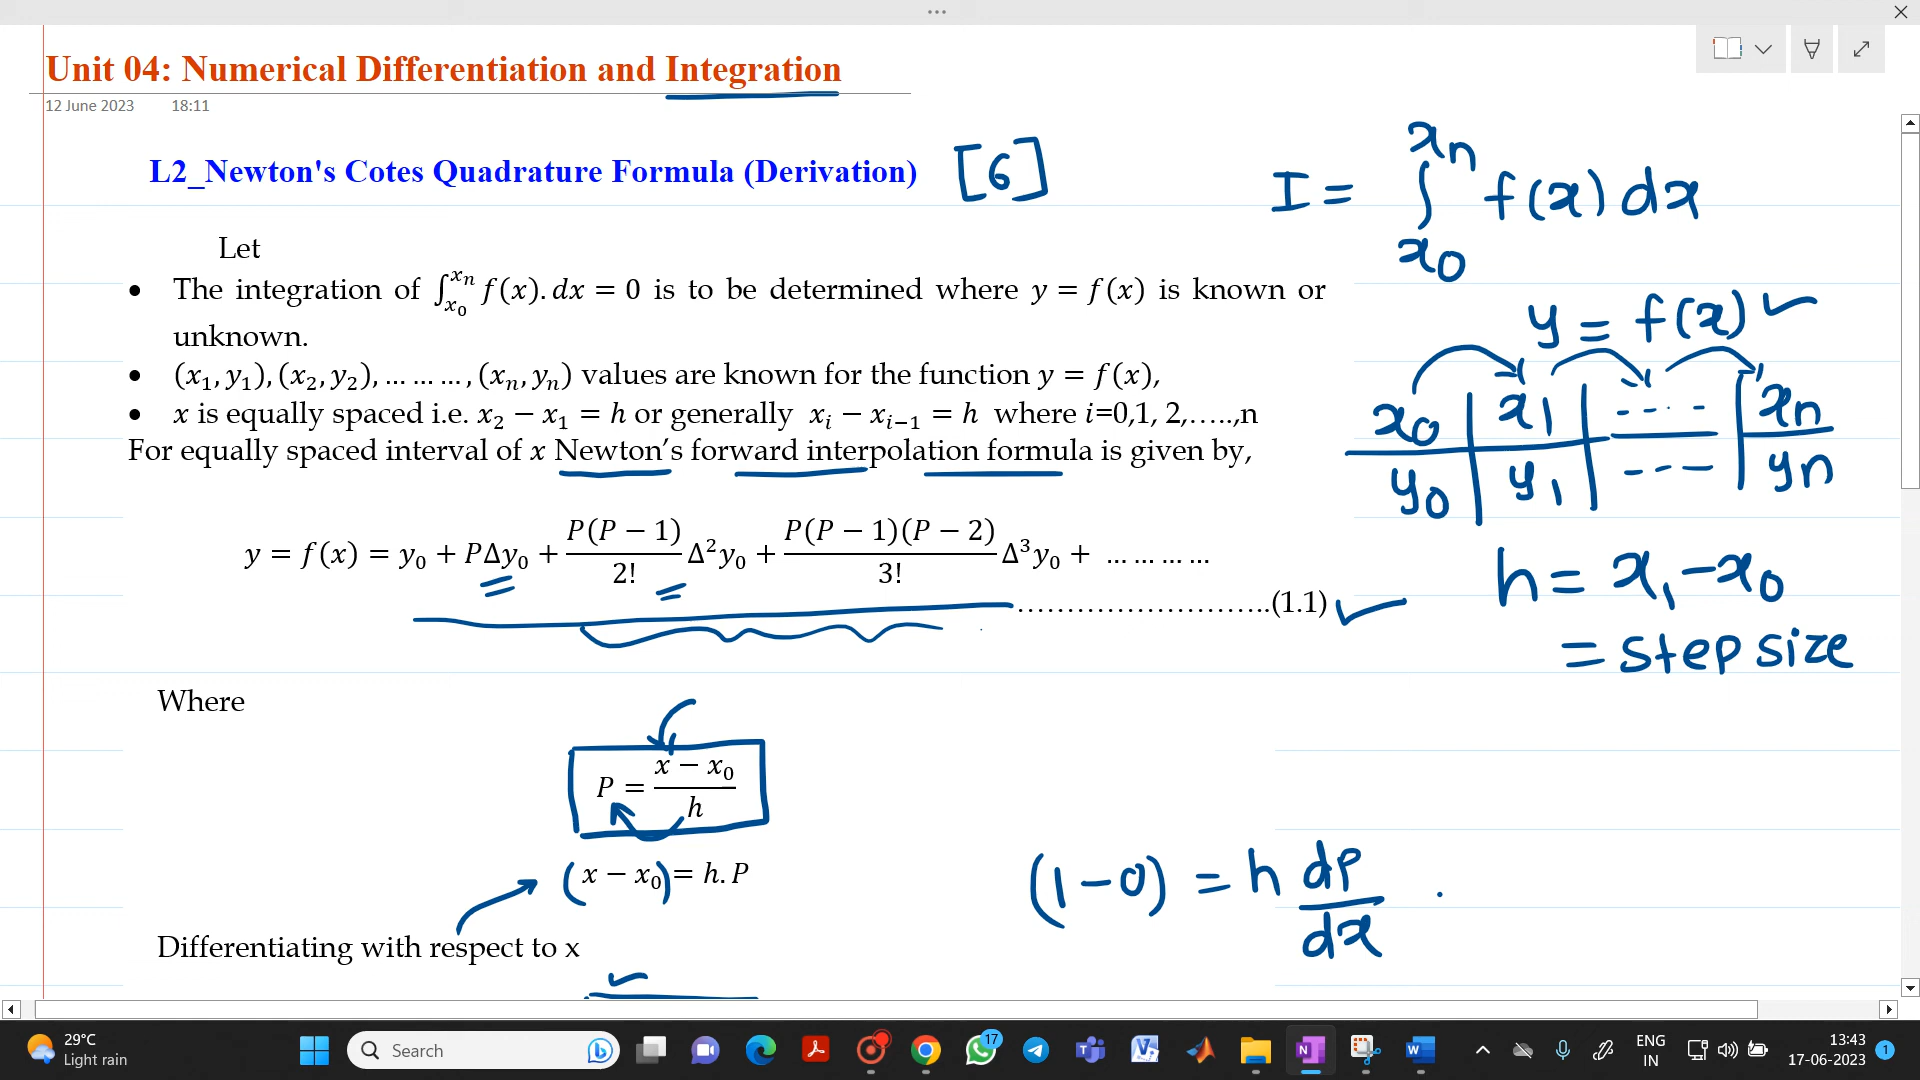 Unit 04: Numerical Differentiation and Integration
12 June 2023 18:11
L2_Newton's Cotes Quadrature Formula (Derivation) [6]
I = ∫_{x0}^{xn} f(x) dx
Let
• The integration of ∫_{x₀}^{xₙ} f(x). dx = 0 is to be determined where y = f(x) is known or
unknown.
y = f(x) ✓
• (x₁, y₁), (x₂, y₂), … … … , (xₙ, yₙ) values are known for the function y = f(x),
• x is equally spaced i.e. x₂ − x₁ = h or generally xᵢ − xᵢ₋₁ = h where i=0,1, 2,…..,n
x0 | x1 | ---- | xn
y0 | y1 | --- | yn
For equally spaced interval of x Newton’s forward interpolation formula is given by,
y = f(x) = y₀ + PΔy₀ + P(P − 1)/2! Δ²y₀ + P(P − 1)(P − 2)/3! Δ³y₀ + … … … …
……………………..(1.1) ✓
h = x1 - x0
= step size
Where
P = (x − x₀)/h
(x − x₀) = h. P
(1-0) = h dp/dx
Differentiating with respect to x
29°C
Light rain
Search
17
ENG
IN
13:43
17-06-2023
1